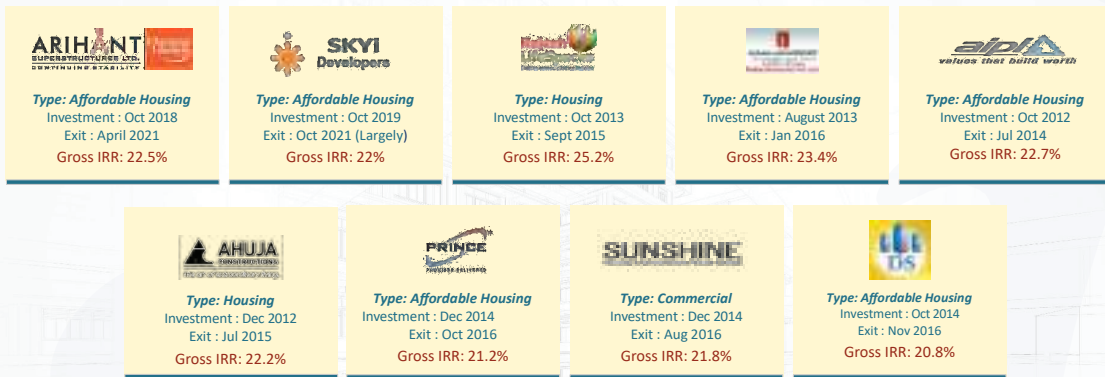 ARIHANT
SUPERSTRUCTURES LTD.
CONTINUING STABILITY
Type: Affordable Housing
Investment : Oct 2018
Exit : April 2021
Gross IRR: 22.5%
SKYi
Developers
Type: Affordable Housing
Investment : Oct 2019
Exit : Oct 2021 (Largely)
Gross IRR: 22%
Type: Housing
Investment : Oct 2013
Exit : Sept 2015
Gross IRR: 25.2%
Type: Affordable Housing
Investment : August 2013
Exit : Jan 2016
Gross IRR: 23.4%
aipl
values that build worth
Type: Affordable Housing
Investment : Oct 2012
Exit : Jul 2014
Gross IRR: 22.7%
AHUJA
CONSTRUCTIONS
Type: Housing
Investment : Dec 2012
Exit : Jul 2015
Gross IRR: 22.2%
PRINCE
PROMISES DELIVERED
Type: Affordable Housing
Investment : Dec 2014
Exit : Oct 2016
Gross IRR: 21.2%
SUNSHINE
Type: Commercial
Investment : Dec 2014
Exit : Aug 2016
Gross IRR: 21.8%
DS
Type: Affordable Housing
Investment : Oct 2014
Exit : Nov 2016
Gross IRR: 20.8%